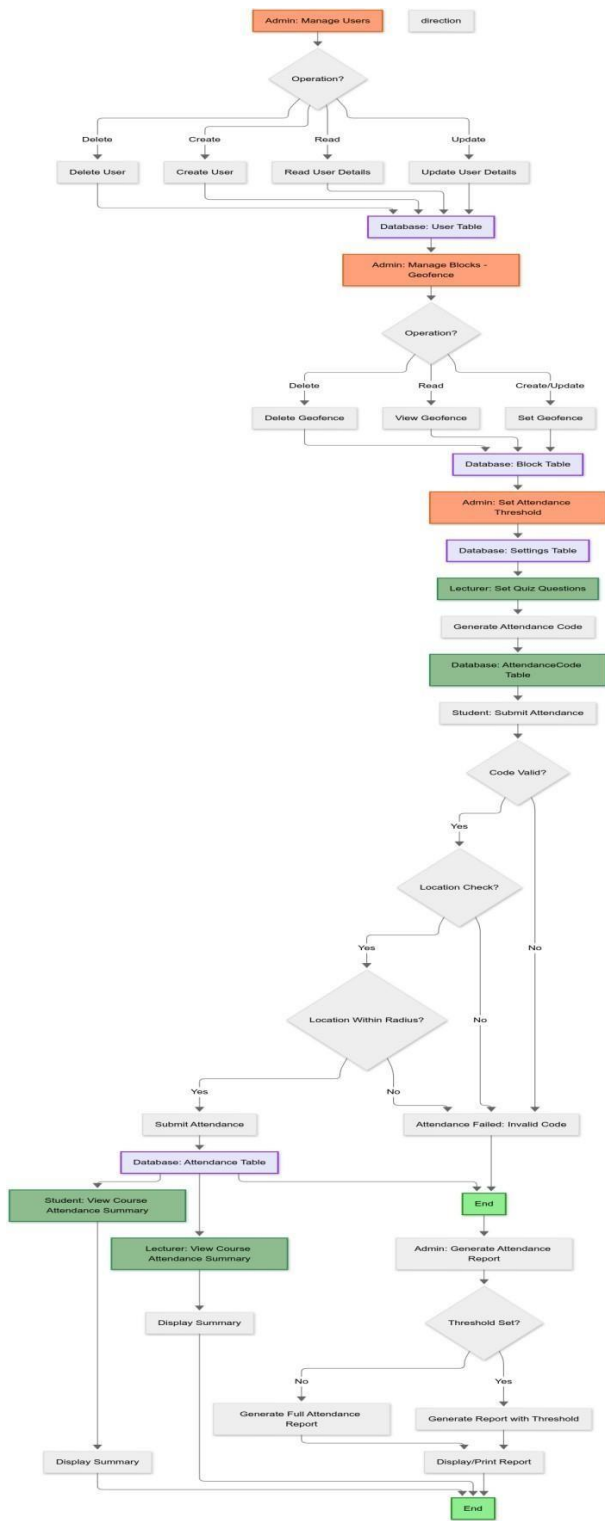 Admin: Manage Users
direction
Operation?
Delete
Create
Read
Update
Delete User
Create User
Read User Details
Update User Details
Database: User Table
Admin: Manage Blocks -
Geofence
Operation?
Delete
Read
Create/Update
Delete Geofence
View Geofence
Set Geofence
Database: Block Table
Admin: Set Attendance
Threshold
Database: Settings Table
Lecturer: Set Quiz Questions
Generate Attendance Code
Database: AttendanceCode
Table
Student: Submit Attendance
Code Valid?
Yes
Location Check?
No
Yes
Location Within Radius?
No
Yes
No
Submit Attendance
Attendance Failed: Invalid Code
Database: Attendance Table
Student: View Course
Attendance Summary
End
Lecturer: View Course
Attendance Summary
Admin: Generate Attendance
Report
Display Summary
Threshold Set?
No
Yes
Generate Full Attendance
Report
Generate Report with Threshold
Display Summary
Display/Print Report
End